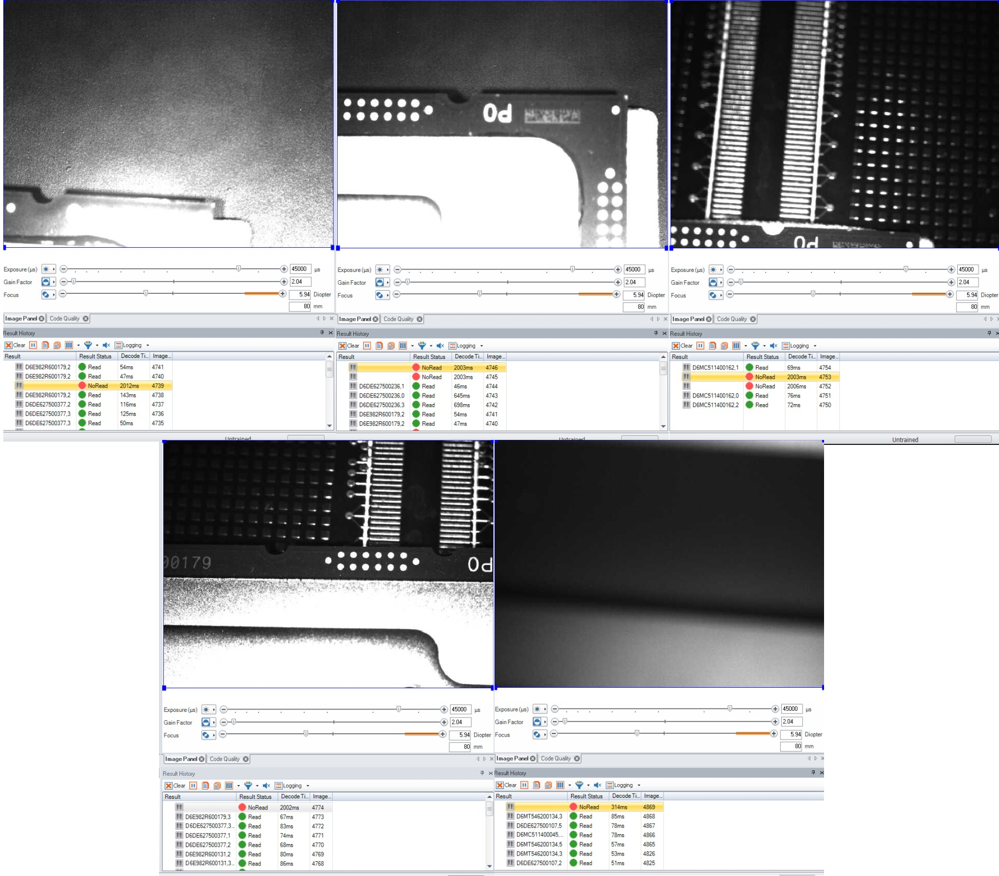 PO
PO
Exposure (µs) 45000 µs
Gain Factor 2.04
Focus 5.94 Diopter
80 mm
Image Panel Code Quality
Result History
Clear Logging
Result Result Status Decode Ti... Image...
D6E982R600179,2 Read 54ms 4741
D6E982R600179,2 Read 47ms 4740
NoRead 2012ms 4739
D6E982R600179,2 Read 143ms 4738
D6DE627500377,2 Read 116ms 4737
D6DE627500377,3 Read 125ms 4736
D6DE627500377,3 Read 50ms 4735
Untrained
Exposure (µs) 45000 µs
Gain Factor 2.04
Focus 5.94 Diopter
80 mm
Image Panel Code Quality
Result History
Clear Logging
Result Result Status Decode Ti... Image...
NoRead 2003ms 4746
NoRead 2003ms 4745
D6DE627500236,1 Read 46ms 4744
D6DE627500236,0 Read 645ms 4743
D6DE627500236,3 Read 698ms 4742
D6E982R600179,2 Read 54ms 4741
D6E982R600179,2 Read 47ms 4740
Untrained
Exposure (µs) 45000 µs
Gain Factor 2.04
Focus 5.94 Diopter
80 mm
Image Panel Code Quality
Result History
Clear Logging
Result Result Status Decode Ti... Image...
D6MC511400162,1 Read 69ms 4754
NoRead 2003ms 4753
NoRead 2006ms 4752
D6MC511400162,0 Read 76ms 4751
D6MC511400162,2 Read 72ms 4750
Untrained
00179 PO
Exposure (µs) 45000 µs
Gain Factor 2.04
Focus 5.94 Diopter
80 mm
Image Panel Code Quality
Result History
Clear Logging
Result Result Status Decode Ti... Image...
NoRead 2002ms 4774
D6E982R600179,3 Read 67ms 4773
D6DE627500377,3... Read 83ms 4772
D6DE627500377,1 Read 74ms 4771
D6DE627500377,2 Read 68ms 4770
D6E982R600131,2 Read 80ms 4769
D6E982R600131,3... Read 86ms 4768
Exposure (µs) 45000 µs
Gain Factor 2.04
Focus 5.94 Diopter
80 mm
Image Panel Code Quality
Result History
Clear Logging
Result Result Status Decode Ti... Image...
NoRead 314ms 4869
D6MT546200134,3 Read 85ms 4868
D6DE627500107,5 Read 78ms 4867
D6MC511400045,... Read 78ms 4866
D6MT546200134,5 Read 57ms 4865
D6MT546200134,3 Read 53ms 4826
D6DE627500107,2 Read 51ms 4825